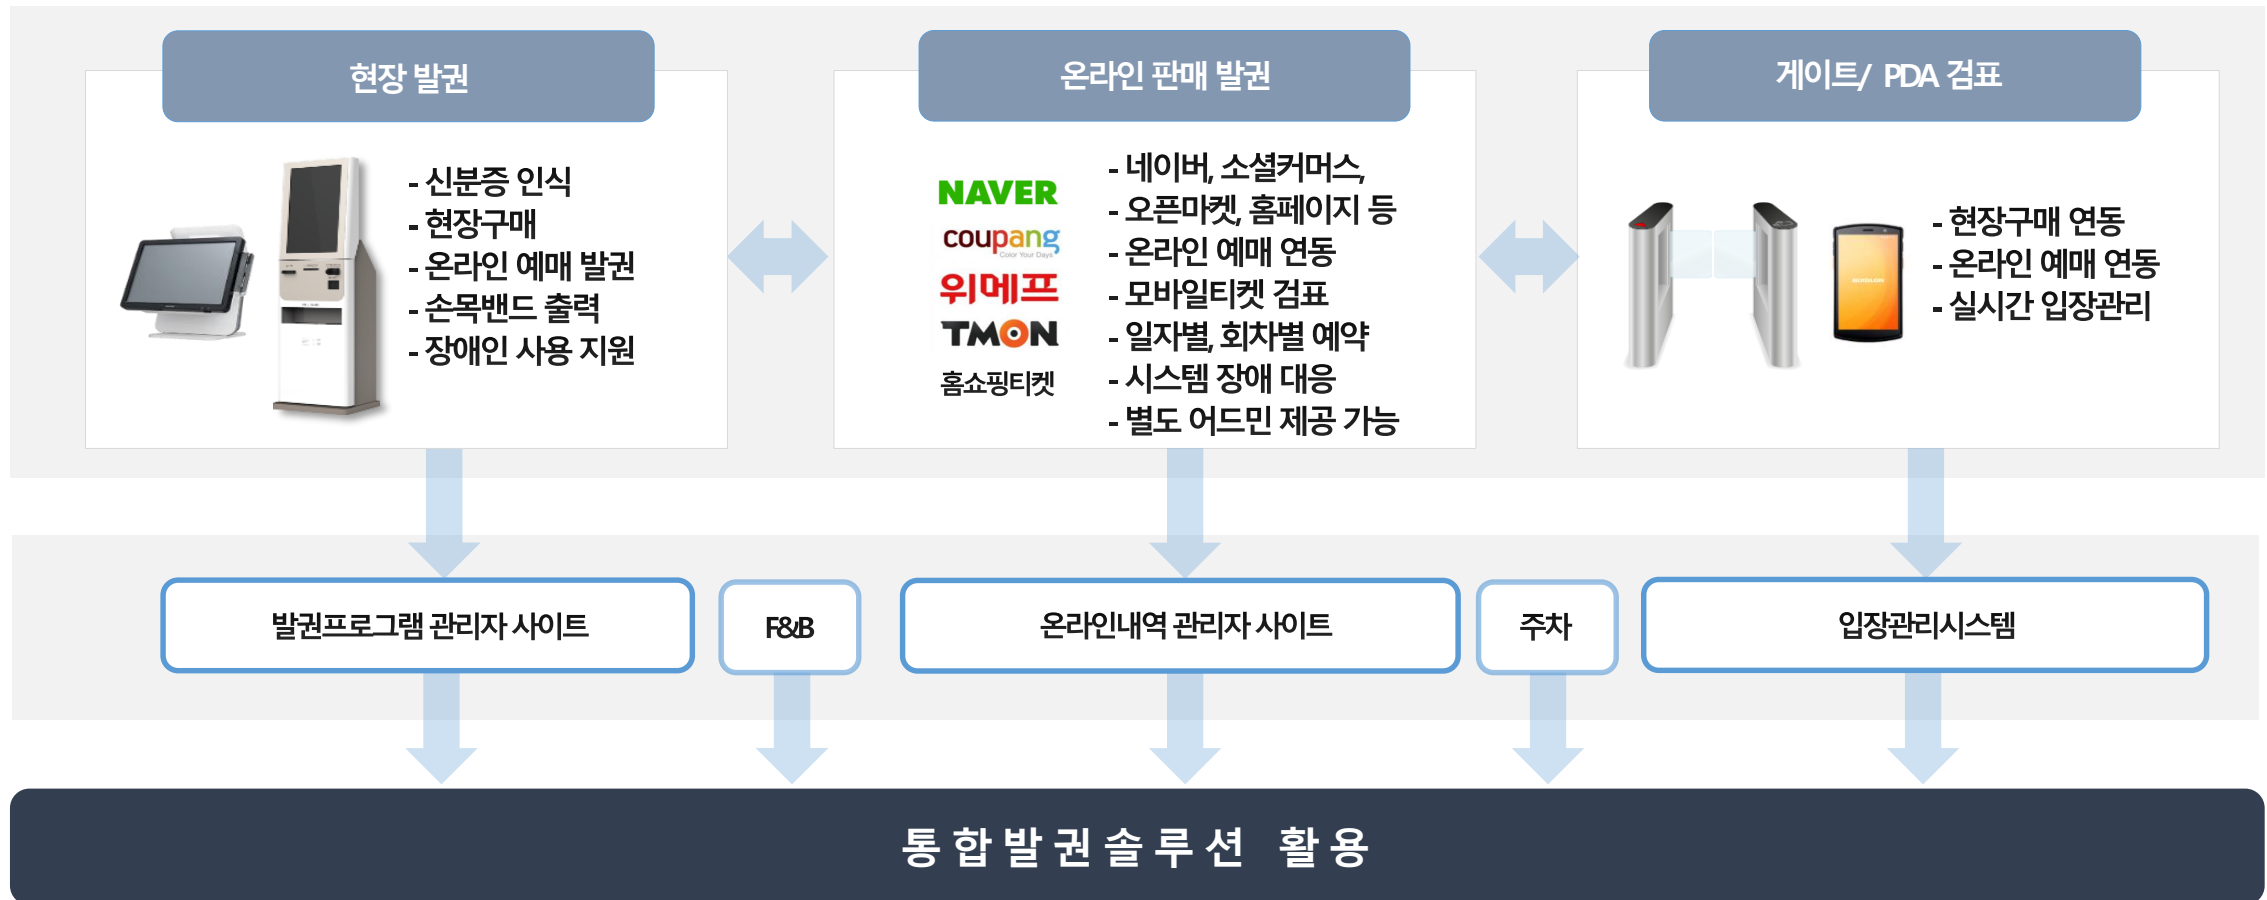 현장 발권
- 신분증 인식
- 현장구매
- 온라인 예매 발권
- 손목밴드 출력
- 장애인 사용 지원
온라인 판매 발권
NAVER
coupang
Color Your Days
위메프
TMON
홈쇼핑티켓
- 네이버, 소셜커머스,
- 오픈마켓, 홈페이지 등
- 온라인 예매 연동
- 모바일티켓 검표
- 일자별, 회차별 예약
- 시스템 장애 대응
- 별도 어드민 제공 가능
게이트/ PDA 검표
- 현장구매 연동
- 온라인 예매 연동
- 실시간 입장관리
발권프로그램 관리자 사이트
F&B
온라인내역 관리자 사이트
주차
입장관리시스템
통합발권솔루션 활용